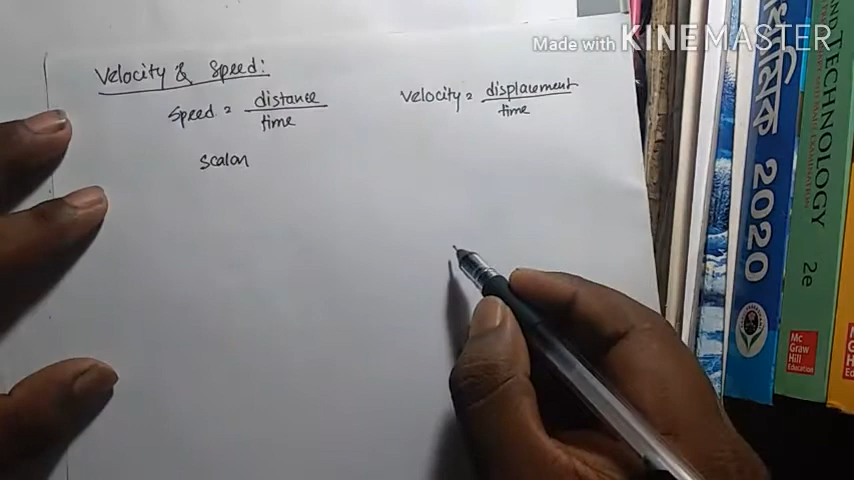 Made with KINEMASTER
Velocity & Speed:
Speed = distance / time
Velocity = displacement / time
scalar
2020
TECHNOLOGY
2e
Mc
Graw
Hill
Education